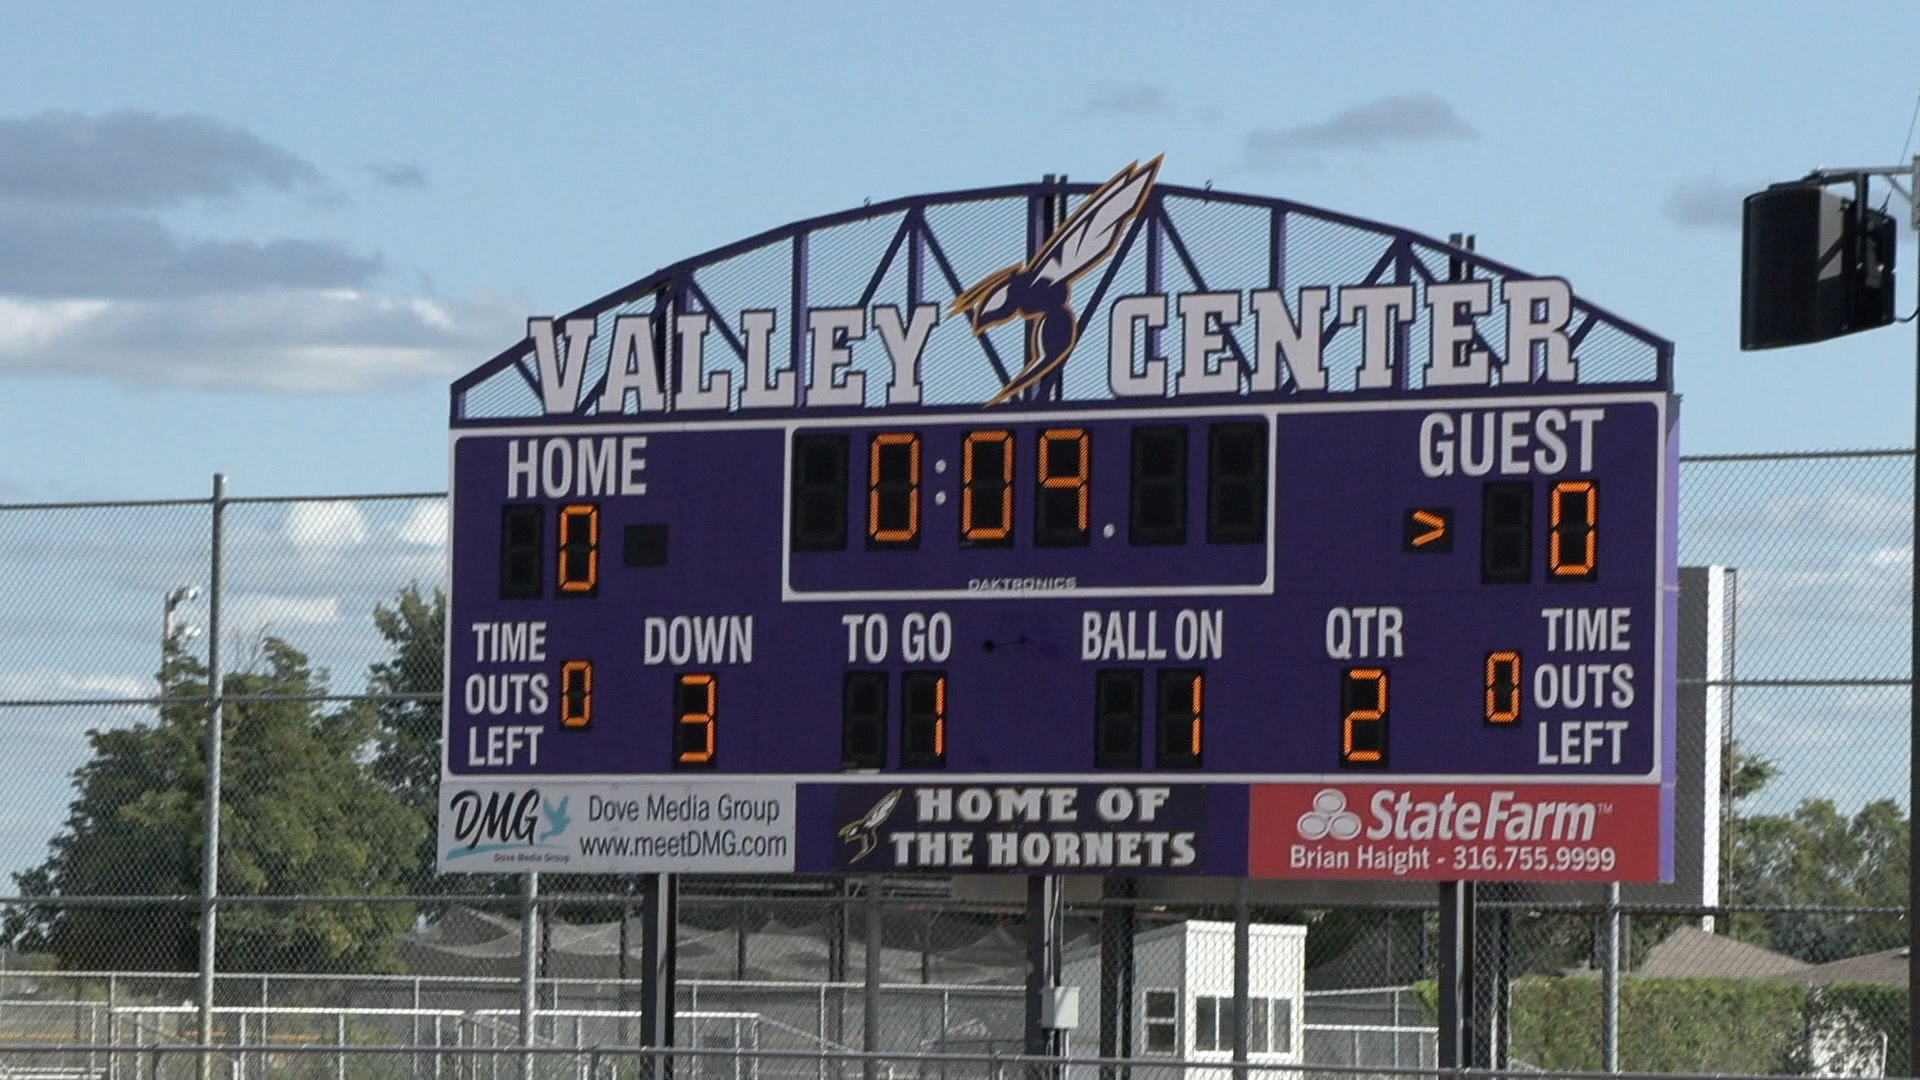 VALLEY CENTER
HOME
0:09.
GUEST
0
> 0
DAKTRONICS
TIME
OUTS
LEFT
0
DOWN
3
TO GO
1
BALL ON
1
QTR
2
0
TIME
OUTS
LEFT
DMG
Dove Media Group
Dove Media Group
www.meetDMG.com
HOME OF
THE HORNETS
StateFarm™
Brian Haight - 316.755.9999